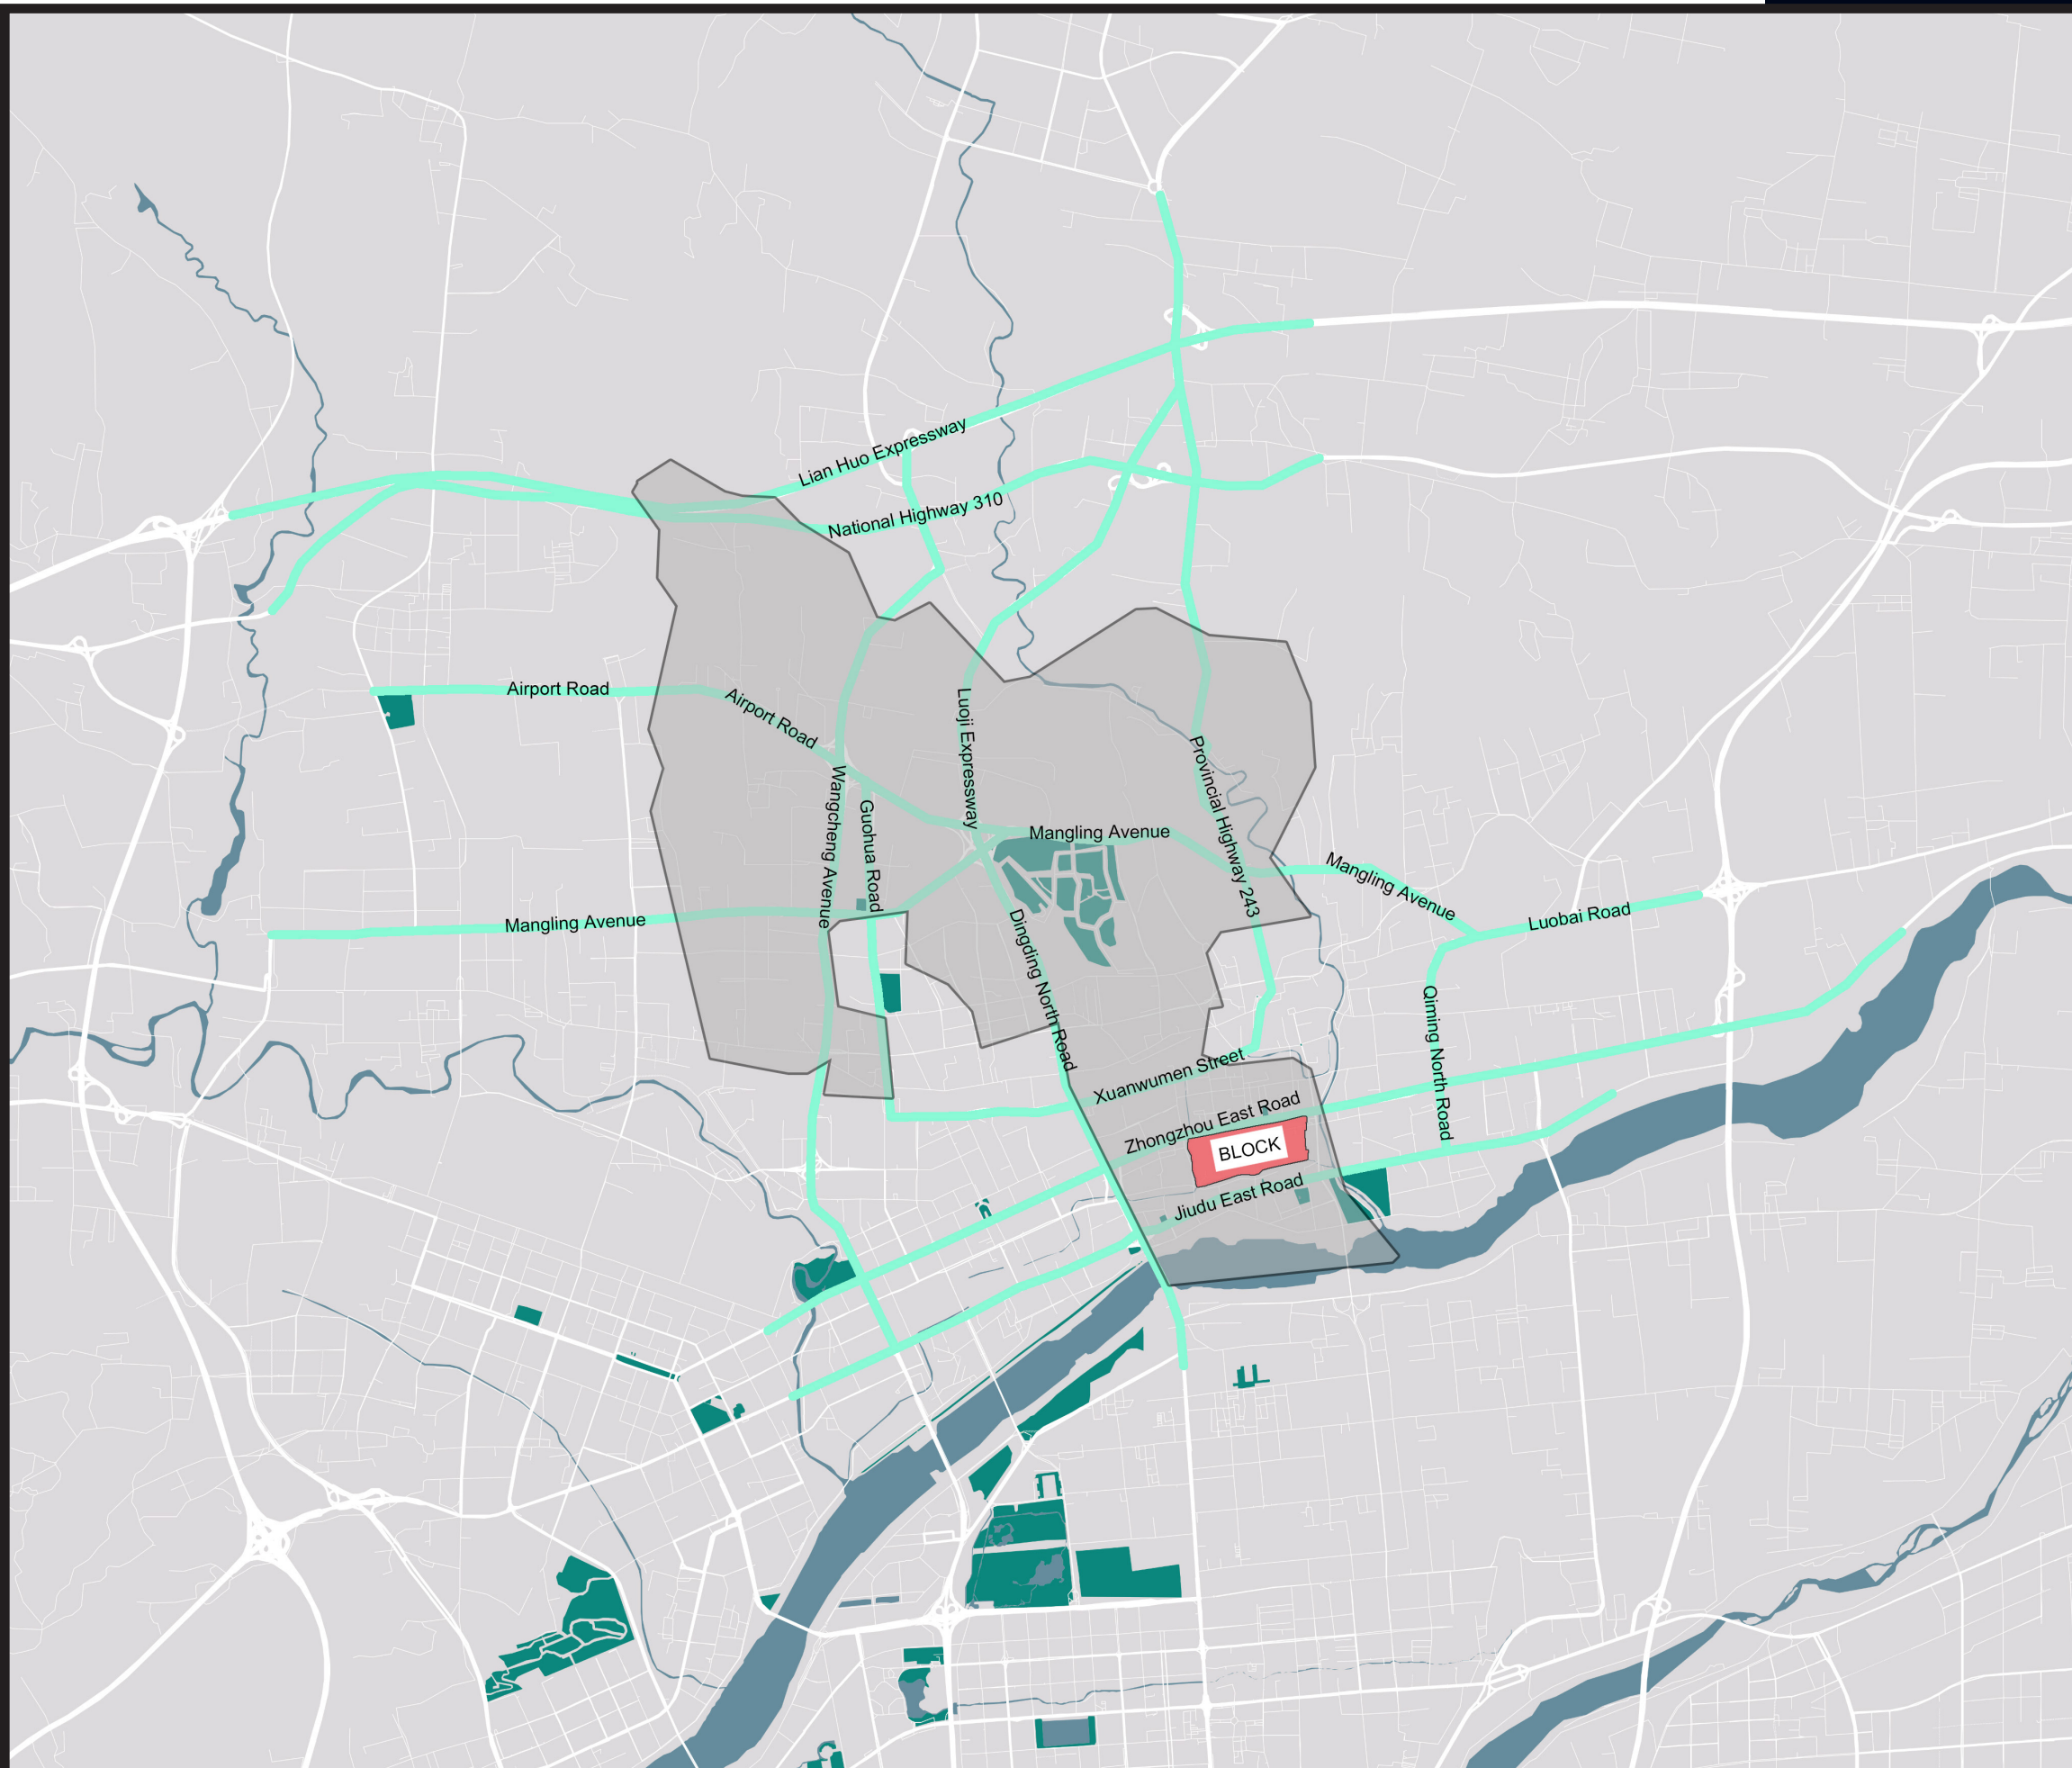 Lian Huo Expressway
National Highway 310
Airport Road
Airport Road
Luoji Expressway
Provincial Highway 243
Wangcheng Avenue
Guohua Road
Mangling Avenue
Mangling Avenue
Mangling Avenue
Luobai Road
Dingding North Road
Qiming North Road
Xuanwumen Street
Zhongzhou East Road
BLOCK
Jiudu East Road